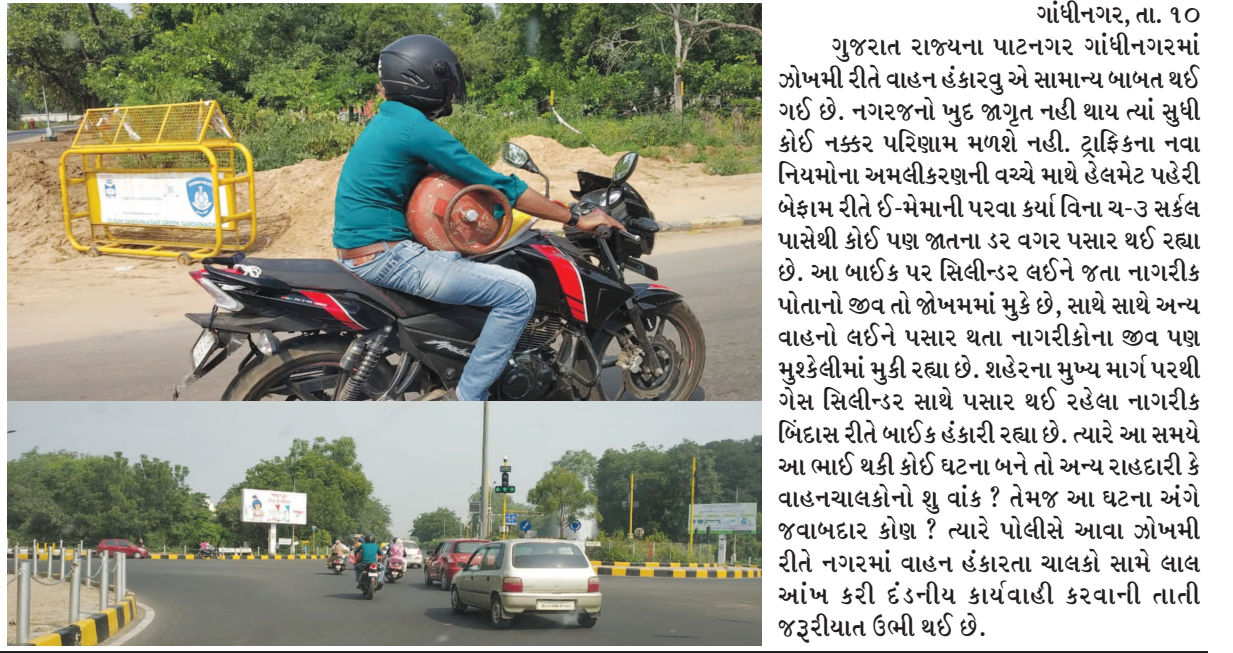 ગાંધીનગર, તા. ૧૦
ગુજરાત રાજ્યના પાટનગર ગાંધીનગરમાં
ઝોખમી રીતે વાહન હંકારવુ એ સામાન્ય બાબત થઈ
ગઈ છે. નગરજનો ખુદ જાગૃત નહી થાય ત્યાં સુધી
કોઈ નક્કર પરિણામ મળશે નહી. ટ્રાફિકના નવા
નિયમોના અમલીકરણની વચ્ચે માથે હેલમેટ પહેરી
બેફામ રીતે ઈ-મેમાની પરવા કર્યા વિના ચ-૩ સર્કલ
પાસેથી કોઈ પણ જાતના ડર વગર પસાર થઈ રહ્યા
છે. આ બાઈક પર સિલીન્ડર લઈને જતા નાગરીક
પોતાનો જીવ તો જોખમમાં મુકે છે, સાથે સાથે અન્ય
વાહનો લઈને પસાર થતા નાગરીકોના જીવ પણ
મુશ્કેલીમાં મુકી રહ્યા છે. શહેરના મુખ્ય માર્ગ પરથી
ગેસ સિલીન્ડર સાથે પસાર થઈ રહેલા નાગરીક
બિંદાસ રીતે બાઈક હંકારી રહ્યા છે. ત્યારે આ સમયે
આ ભાઈ થકી કોઈ ઘટના બને તો અન્ય રાહદારી કે
વાહનચાલકોનો શુ વાંક ? તેમજ આ ઘટના અંગે
જવાબદાર કોણ ? ત્યારે પોલીસે આવા ઝોખમી
રીતે નગરમાં વાહન હંકારતા ચાલકો સામે લાલ
આંખ કરી દંડનીય કાર્યવાહી કરવાની તાતી
જરૂરીયાત ઉભી થઈ છે.